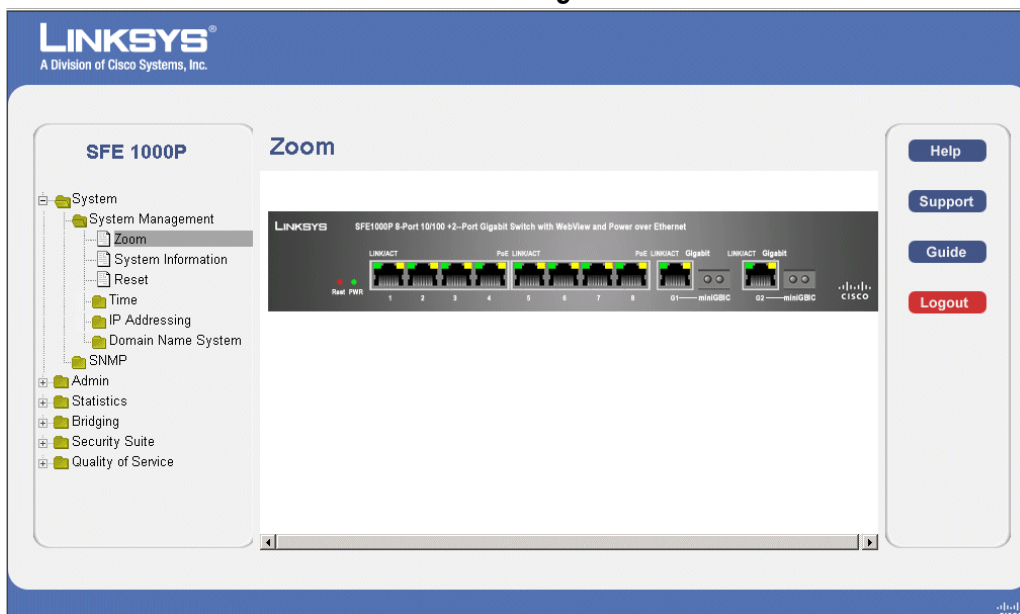 LINKSYS®
A Division of Cisco Systems, Inc.
SFE 1000P
System
System Management
Zoom
System Information
Reset
Time
IP Addressing
Domain Name System
SNMP
Admin
Statistics
Bridging
Security Suite
Quality of Service
Zoom
LINKSYS SFE1000P 8-Port 10/100 +2--Port Gigabit Switch with WebView and Power over Ethernet
LINK/ACT PoE LINK/ACT PoE LINK/ACT Gigabit LINK/ACT Gigabit
Rest PWR 1 2 3 4 5 6 7 8 G1 miniGBIC G2 miniGBIC CISCO
Help
Support
Guide
Logout